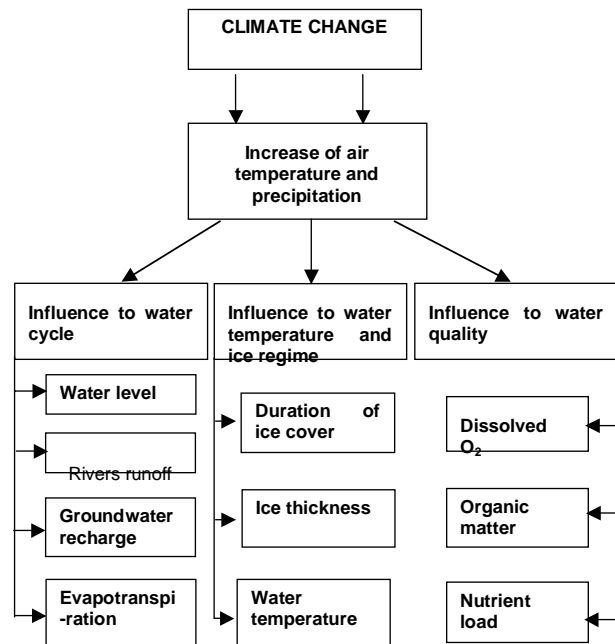 CLIMATE CHANGE
Increase of air
temperature and
precipitation
Influence to water
cycle
Water level
Rivers runoff
Groundwater
recharge
Evapotranspi
-ration
Influence to water
temperature and
ice regime
Duration of
ice cover
Ice thickness
Water
temperature
Influence to water
quality
Dissolved
O₂
Organic
matter
Nutrient
load